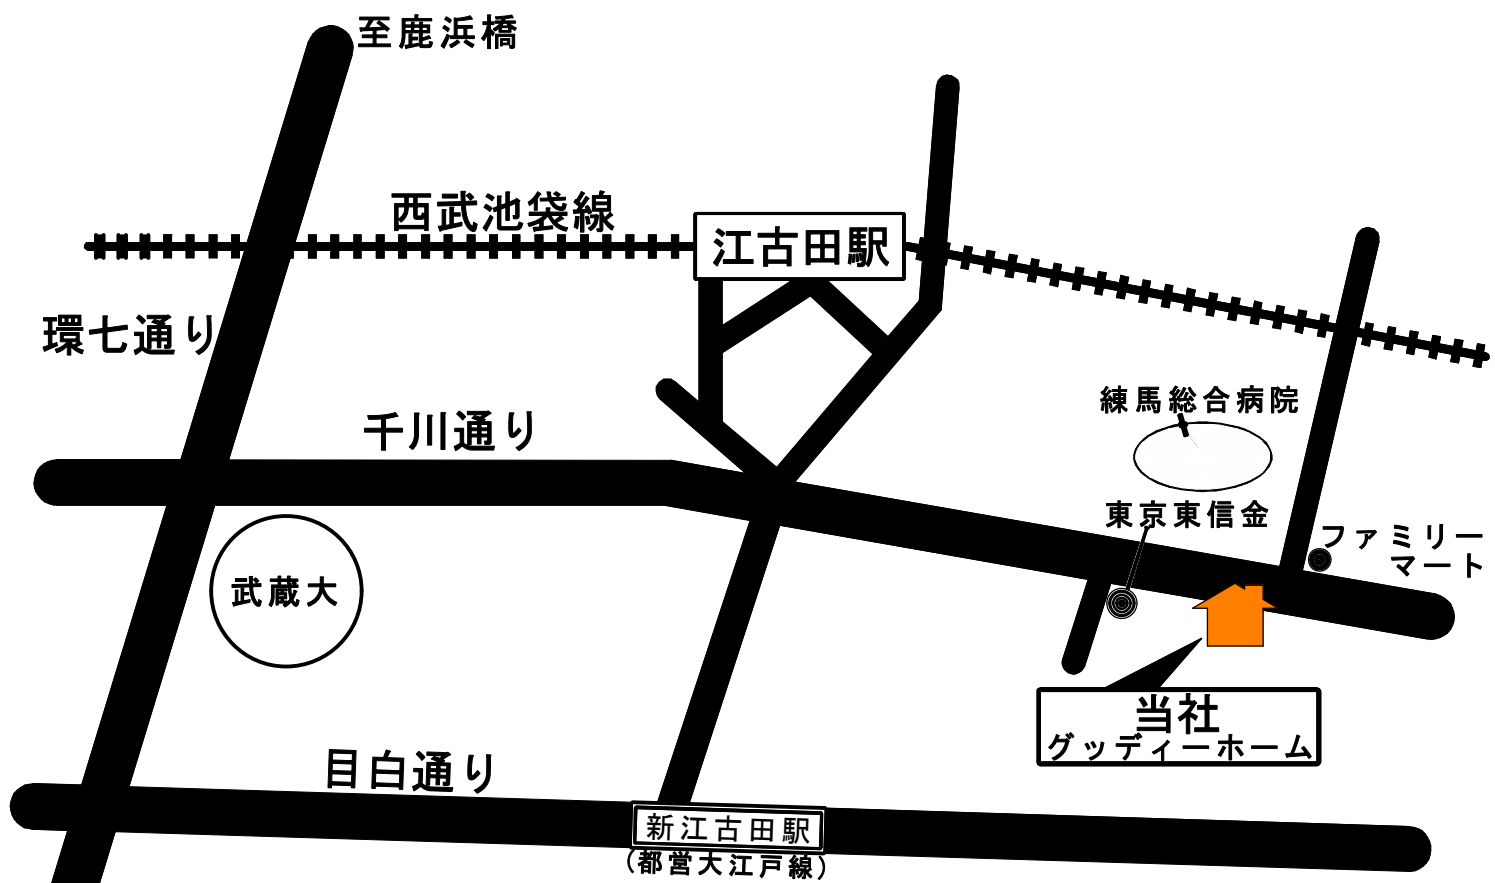 至鹿浜橋
西武池袋線
江古田駅
環七通り
練馬総合病院
千川通り
東京東信金
ファミリー
マート
武蔵大
当社
グッディーホーム
目白通り
新江古田駅
(都営大江戸線)